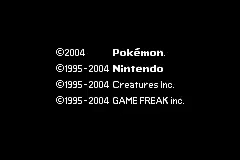 ©2004 Pokémon.
©1995-2004 Nintendo
©1995-2004 Creatures Inc.
©1995-2004 GAME FREAK inc.